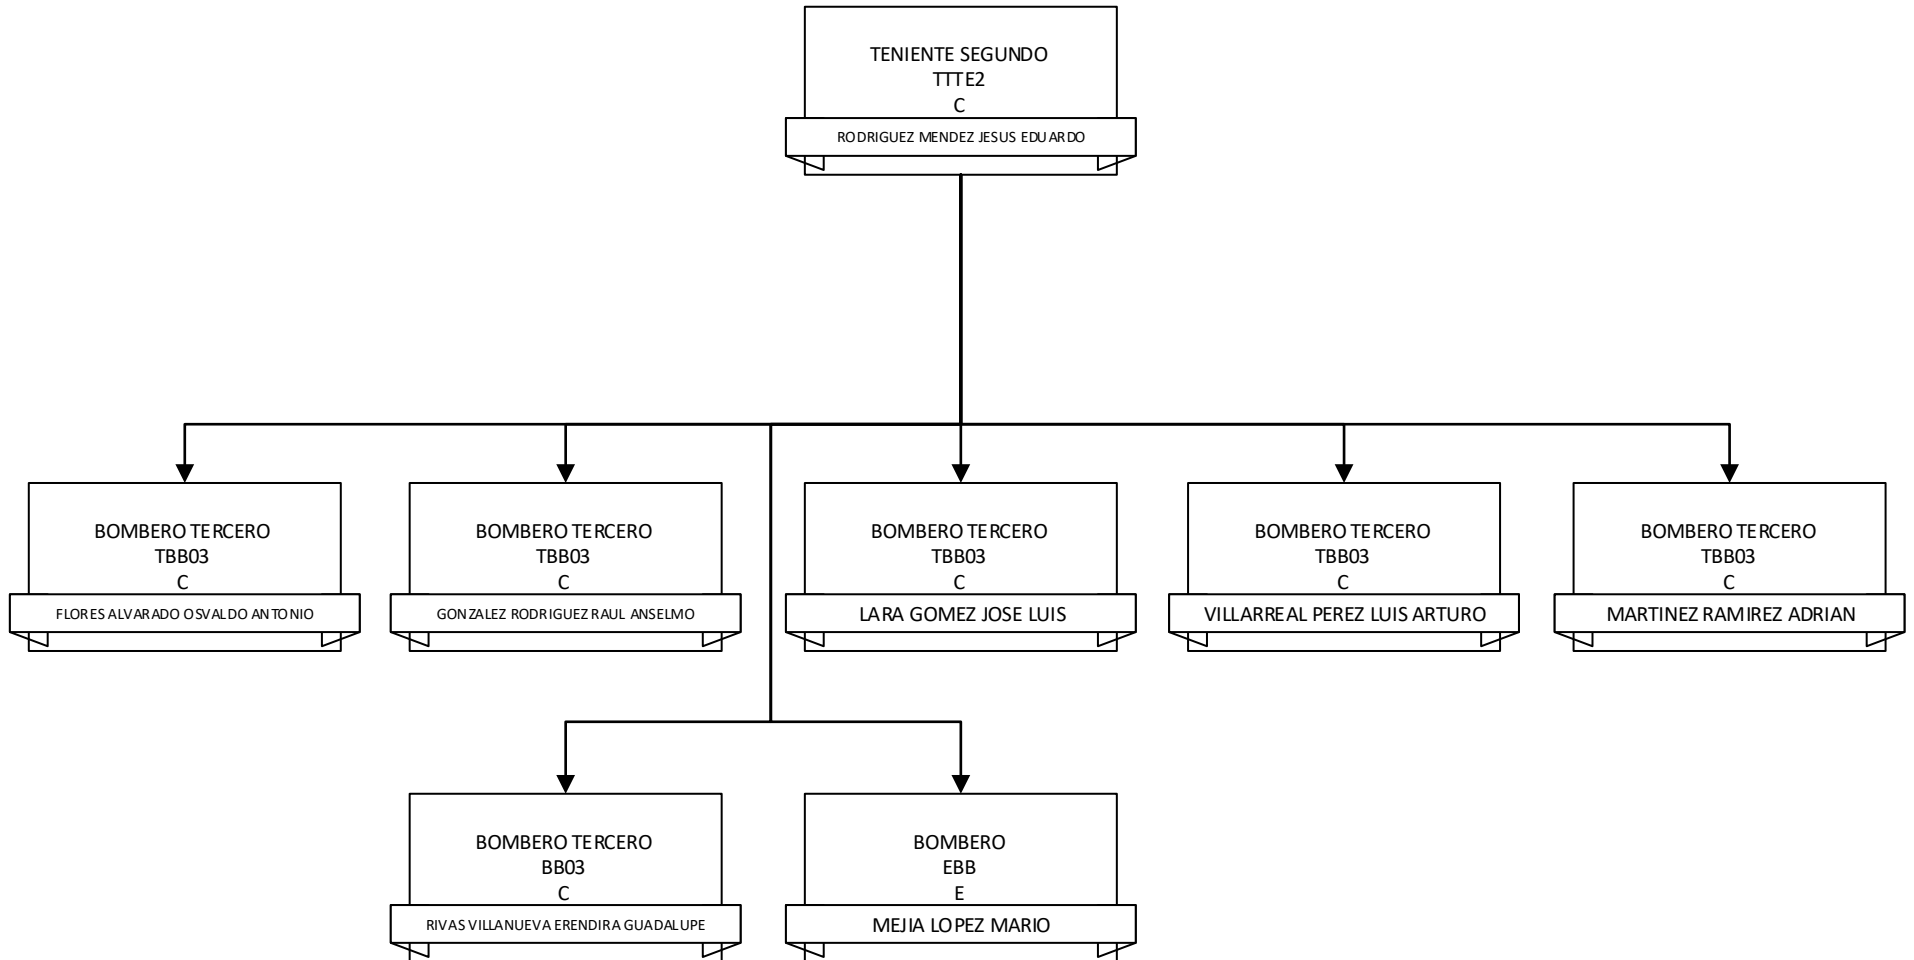 TENIENTE SEGUNDO
TTTE2
C
RODRIGUEZ MENDEZ JESUS EDUARDO
BOMBERO TERCERO
TBB03
C
FLORES ALVARADO OSVALDO ANTONIO
BOMBERO TERCERO
TBB03
C
GONZALEZ RODRIGUEZ RAUL ANSELMO
BOMBERO TERCERO
TBB03
C
LARA GOMEZ JOSE LUIS
BOMBERO TERCERO
TBB03
C
VILLARREAL PEREZ LUIS ARTURO
BOMBERO TERCERO
TBB03
C
MARTINEZ RAMIREZ ADRIAN
BOMBERO TERCERO
BB03
C
RIVAS VILLANUEVA ERENDIRA GUADALUPE
BOMBERO
EBB
E
MEJIA LOPEZ MARIO